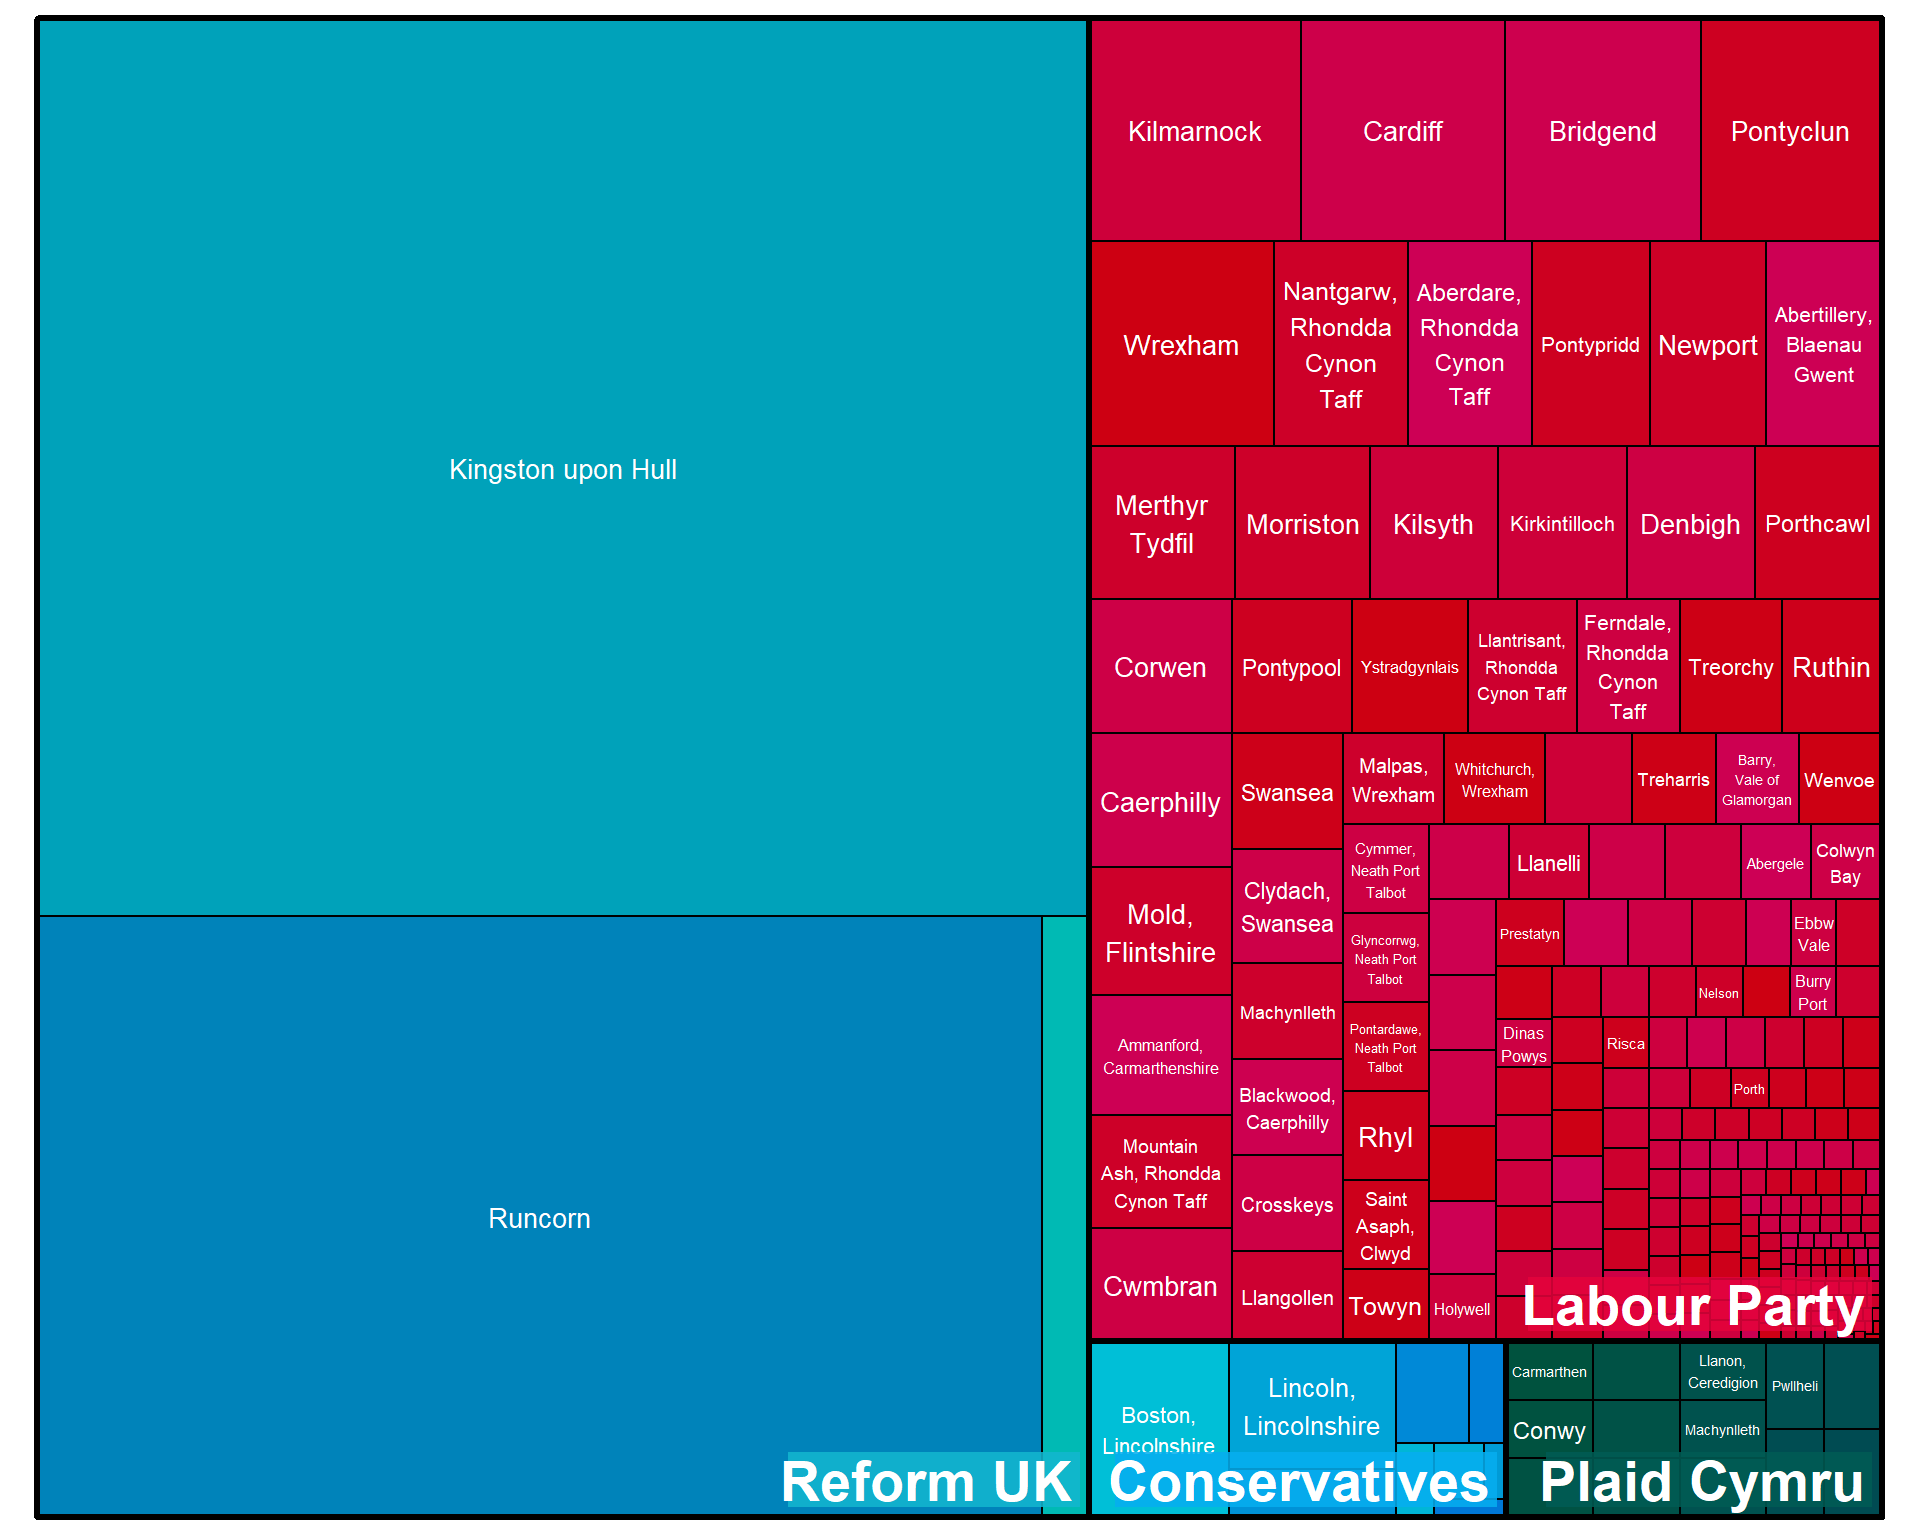 Kingston upon Hull
Runcorn
Reform UK
Kilmarnock
Cardiff
Bridgend
Pontyclun
Wrexham
Nantgarw,
Rhondda
Cynon
Taff
Aberdare,
Rhondda
Cynon
Taff
Pontypridd
Newport
Abertillery,
Blaenau
Gwent
Merthyr
Tydfil
Morriston
Kilsyth
Kirkintilloch
Denbigh
Porthcawl
Corwen
Pontypool
Ystradgynlais
Llantrisant,
Rhondda
Cynon Taff
Ferndale,
Rhondda
Cynon
Taff
Treorchy
Ruthin
Caerphilly
Swansea
Malpas,
Wrexham
Whitchurch,
Wrexham
Treharris
Barry,
Vale of
Glamorgan
Wenvoe
Cymmer,
Neath Port
Talbot
Llanelli
Abergele
Colwyn
Bay
Mold,
Flintshire
Clydach,
Swansea
Glyncorrwg,
Neath Port
Talbot
Prestatyn
Ebbw
Vale
Machynlleth
Nelson
Burry
Port
Ammanford,
Carmarthenshire
Pontardawe,
Neath Port
Talbot
Dinas
Powys
Risca
Blackwood,
Caerphilly
Porth
Mountain
Ash, Rhondda
Cynon Taff
Rhyl
Crosskeys
Saint
Asaph,
Clwyd
Cwmbran
Llangollen
Towyn
Holywell
Labour Party
Boston,
Lincolnshire
Lincoln,
Lincolnshire
Conservatives
Carmarthen
Llanon,
Ceredigion
Pwllheli
Conwy
Machynlleth
Plaid Cymru